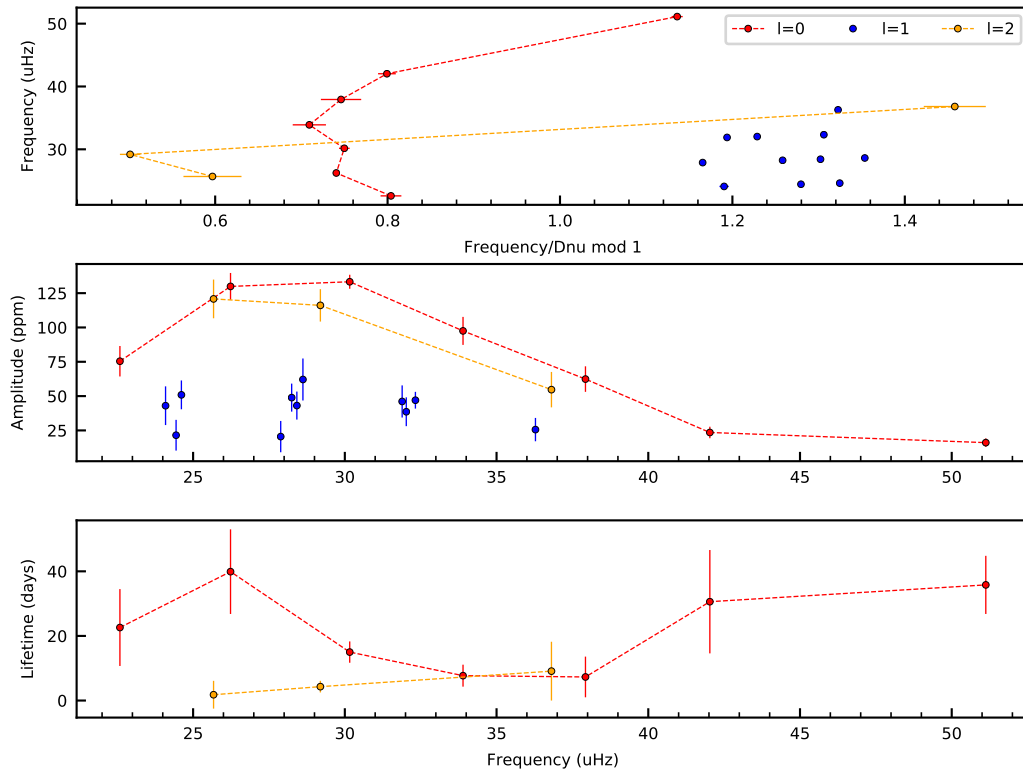 50
40
30
Frequency (uHz)
l=0 l=1 l=2
0.6 0.8 1.0 1.2 1.4
Frequency/Dnu mod 1
125
100
75
50
25
Amplitude (ppm)
25 30 35 40 45 50
40
20
0
Lifetime (days)
25 30 35 40 45 50
Frequency (uHz)